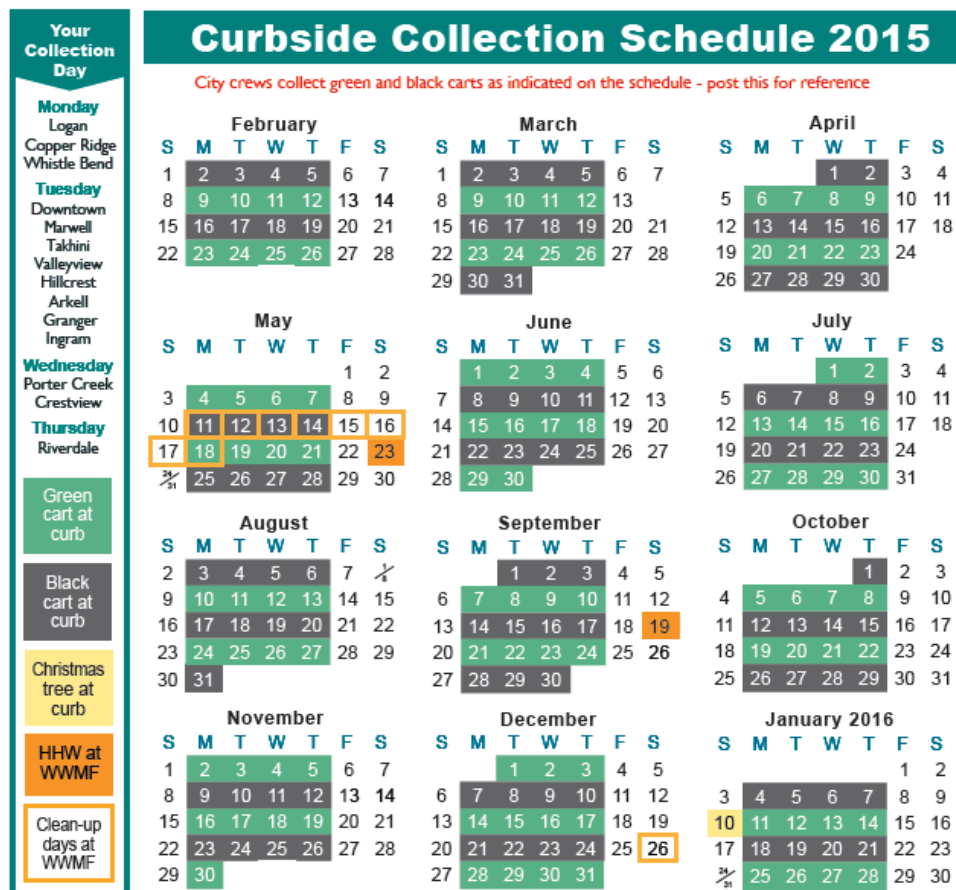 Your
Collection
Day
Monday
Logan
Copper Ridge
Whistle Bend
Tuesday
Downtown
Marwell
Takhini
Valleyview
Hillcrest
Arkell
Granger
Ingram
Wednesday
Porter Creek
Crestview
Thursday
Riverdale
Green
cart at
curb
Black
cart at
curb
Christmas
tree at
curb
HHW at
WWMF
Clean-up
days at
WWMF
Curbside Collection Schedule 2015
City crews collect green and black carts as indicated on the schedule - post this for reference
February
S M T W T F S
1 2 3 4 5 6 7
8 9 10 11 12 13 14
15 16 17 18 19 20 21
22 23 24 25 26 27 28
March
S M T W T F S
1 2 3 4 5 6 7
8 9 10 11 12 13
15 16 17 18 19 20 21
22 23 24 25 26 27 28
29 30 31
April
S M T W T F S
1 2 3 4
5 6 7 8 9 10 11
12 13 14 15 16 17 18
19 20 21 22 23 24
26 27 28 29 30
May
S M T W T F S
1 2
3 4 5 6 7 8 9
10 11 12 13 14 15 16
17 18 19 20 21 22 23
24/31 25 26 27 28 29 30
June
S M T W T F S
1 2 3 4 5 6
7 8 9 10 11 12 13
14 15 16 17 18 19 20
21 22 23 24 25 26 27
28 29 30
July
S M T W T F S
1 2 3 4
5 6 7 8 9 10 11
12 13 14 15 16 17 18
19 20 21 22 23 24
26 27 28 29 30 31
August
S M T W T F S
2 3 4 5 6 7 1/8
9 10 11 12 13 14 15
16 17 18 19 20 21 22
23 24 25 26 27 28 29
30 31
September
S M T W T F S
1 2 3 4 5
6 7 8 9 10 11 12
13 14 15 16 17 18 19
20 21 22 23 24 25 26
27 28 29 30
October
S M T W T F S
1 2 3
4 5 6 7 8 9 10
11 12 13 14 15 16 17
18 19 20 21 22 23 24
25 26 27 28 29 30 31
November
S M T W T F S
1 2 3 4 5 6 7
8 9 10 11 12 13 14
15 16 17 18 19 20 21
22 23 24 25 26 27 28
29 30
December
S M T W T F S
1 2 3 4 5
6 7 8 9 10 11 12
13 14 15 16 17 18 19
20 21 22 23 24 25 26
27 28 29 30 31
January 2016
S M T W T F S
1 2
3 4 5 6 7 8 9
10 11 12 13 14 15 16
17 18 19 20 21 22 23
24/31 25 26 27 28 29 30